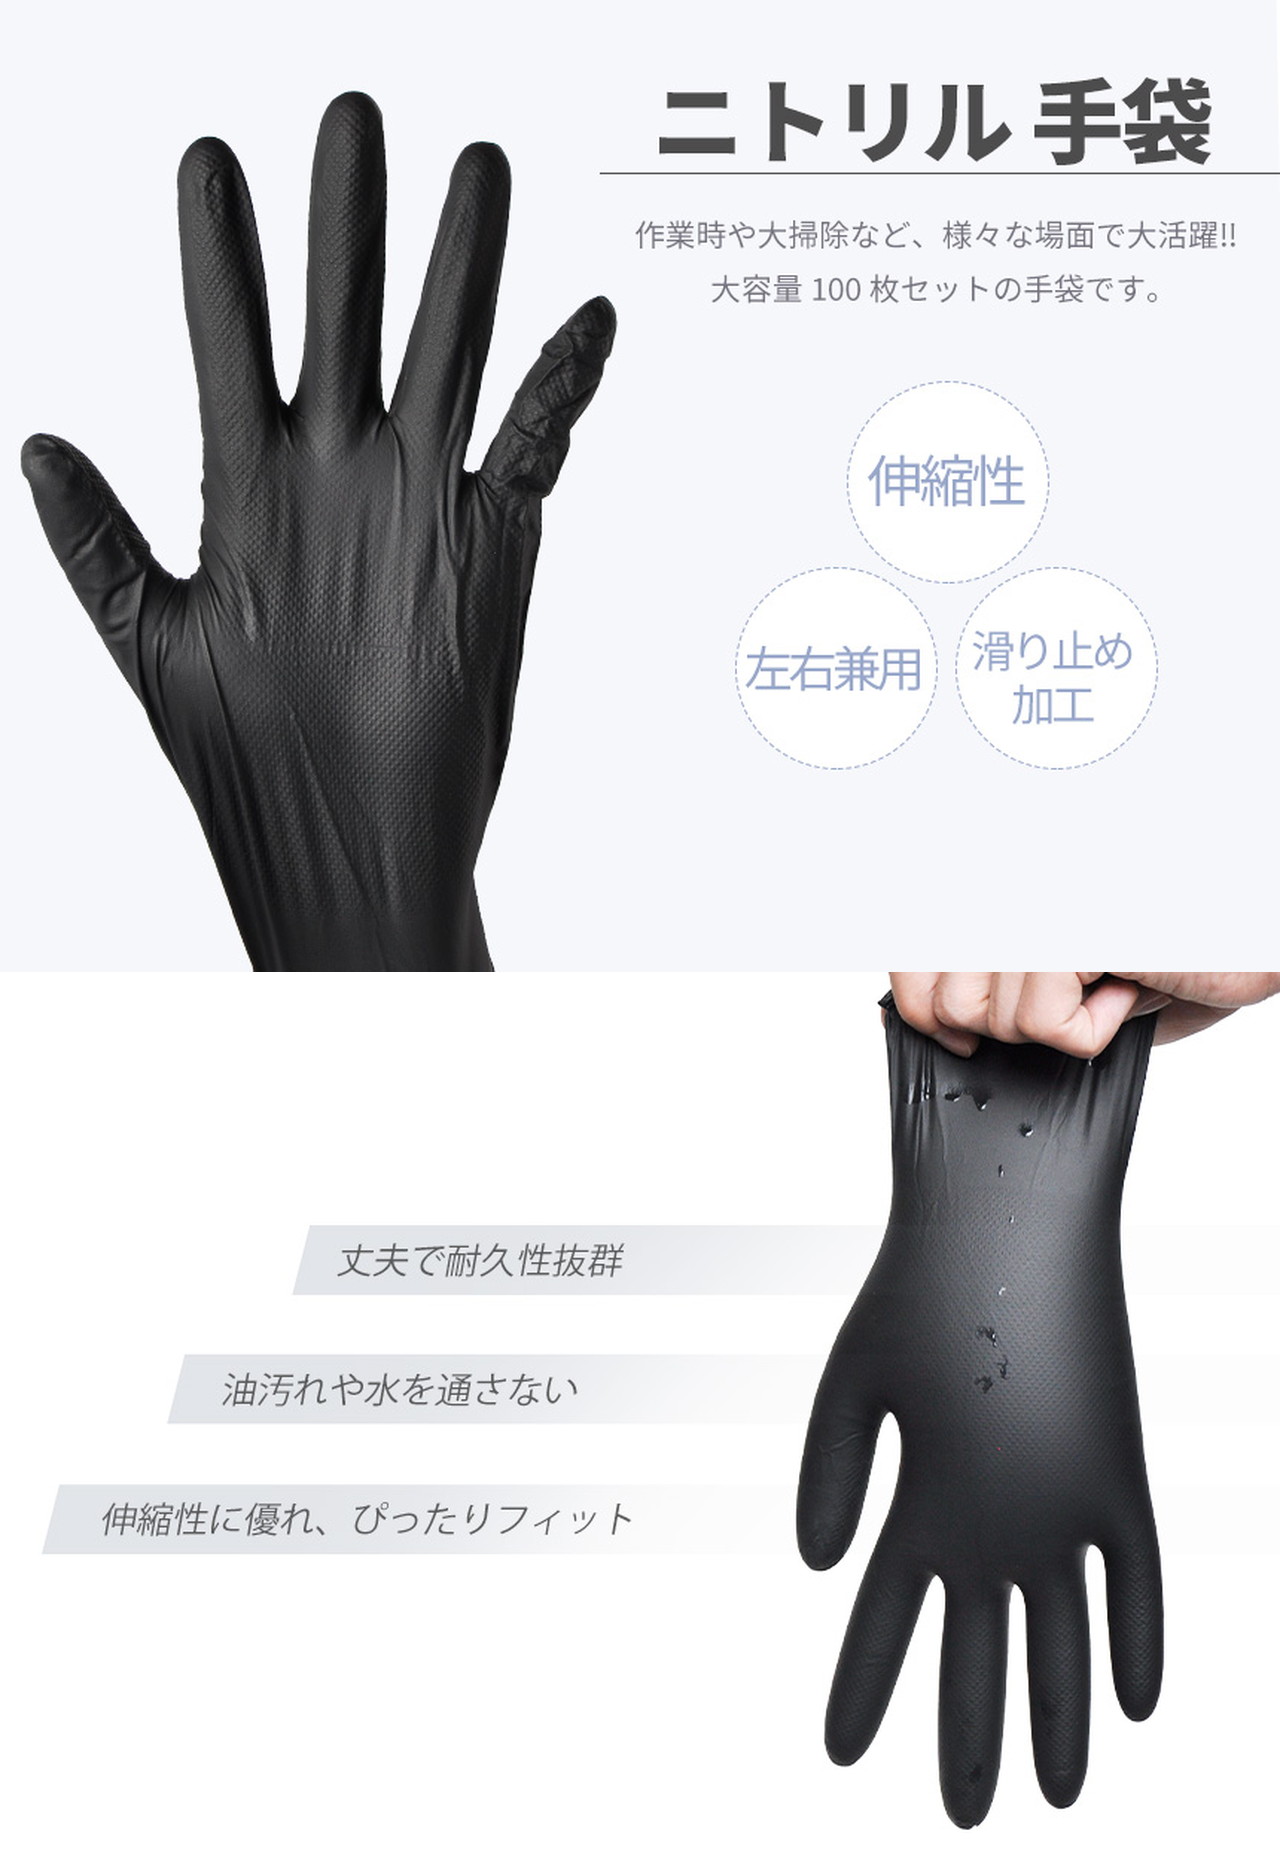 ニトリル 手袋
作業時や大掃除など、様々な場面で大活躍!!
大容量 100 枚セットの手袋です。
伸縮性
左右兼用
滑り止め
加工
丈夫で耐久性抜群
油汚れや水を通さない
伸縮性に優れ、ぴったりフィット